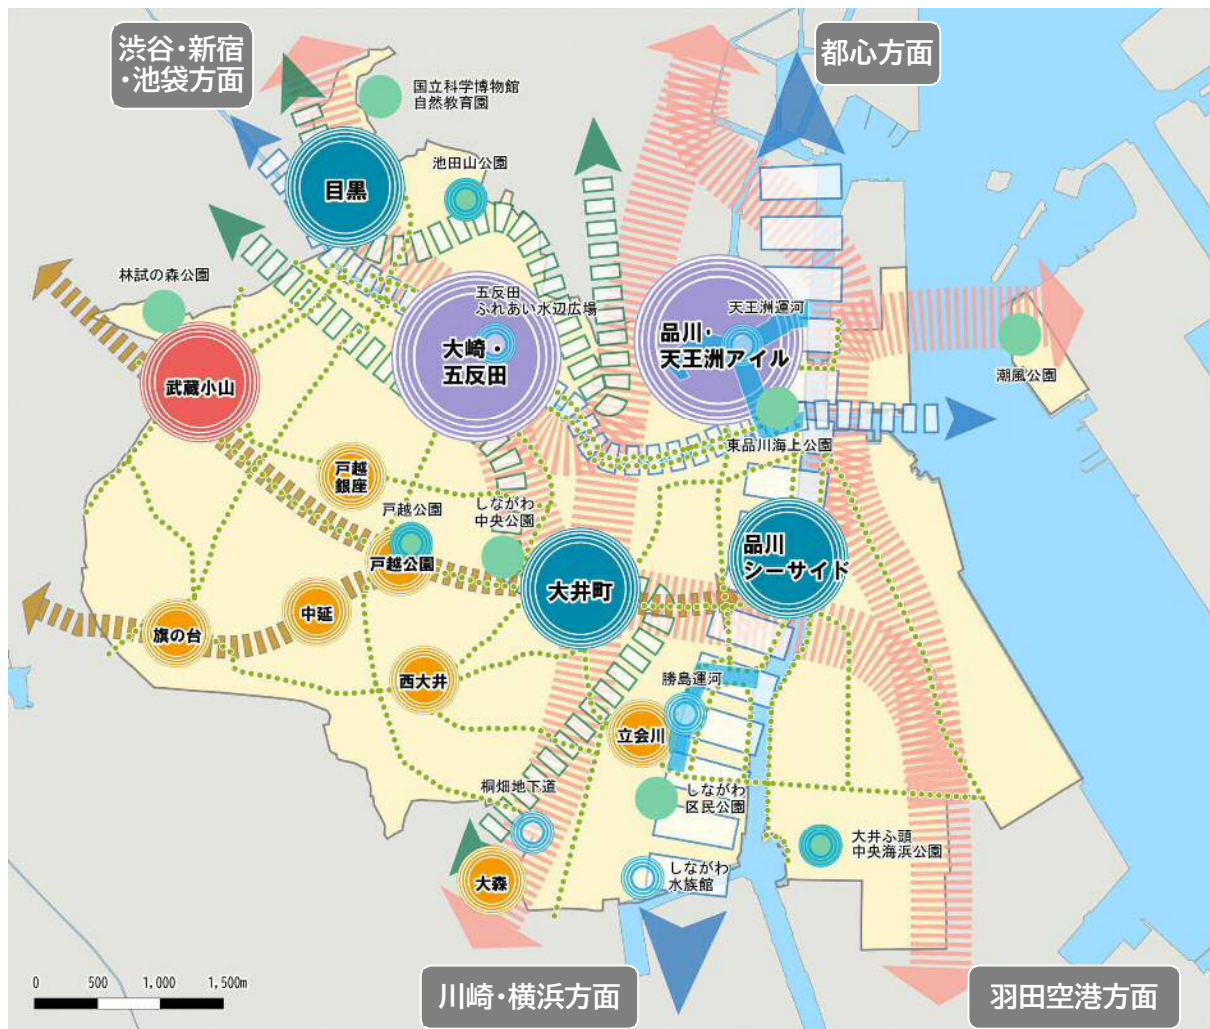 渋谷・新宿
・池袋方面
都心方面
国立科学博物館
自然教育園
池田山公園
目黒
林試の森公園
五反田
ふれあい水辺広場
天王洲運河
大崎・
五反田
品川・
天王洲アイル
武蔵小山
潮風公園
東品川海上公園
戸越
銀座
しながわ
中央公園
戸越公園
戸越公園
品川
シーサイド
大井町
中延
旗の台
西大井
勝島運河
立会川
桐畑地下道
しながわ
区民公園
大井ふ頭
中央海浜公園
しながわ
水族館
大森
0 500 1,000 1,500m
川崎・横浜方面
羽田空港方面